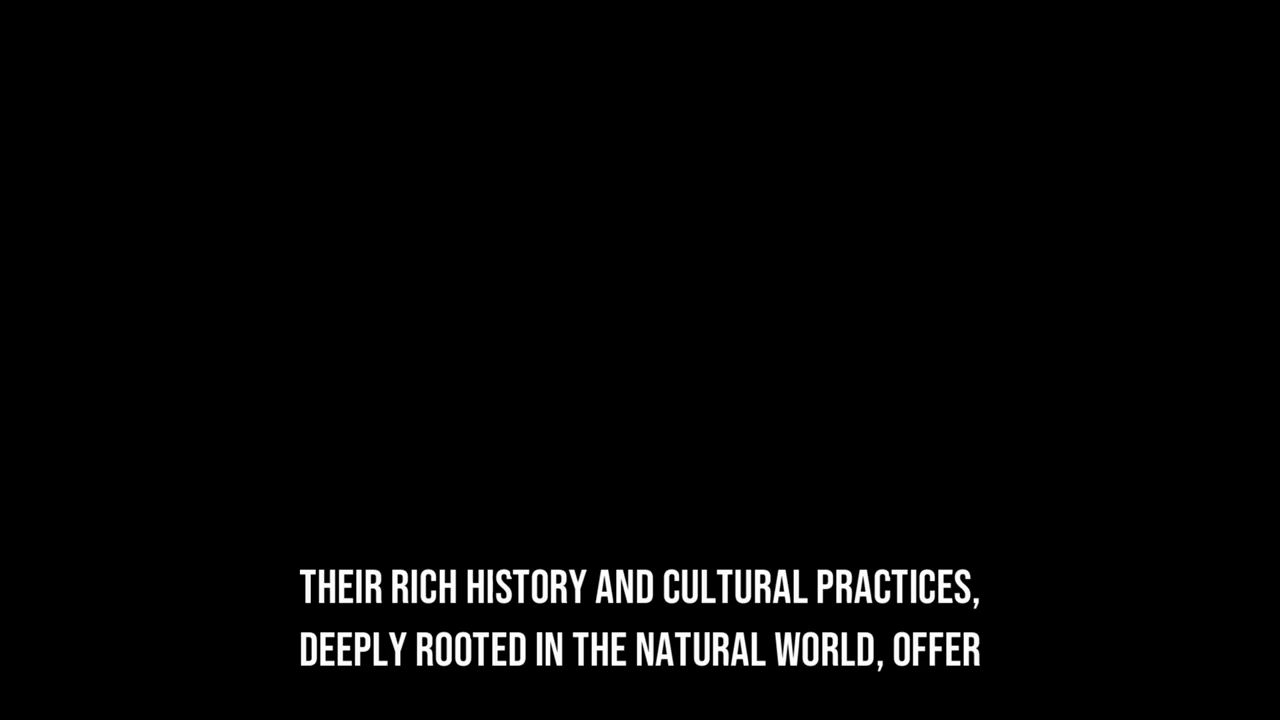 THEIR RICH HISTORY AND CULTURAL PRACTICES,
DEEPLY ROOTED IN THE NATURAL WORLD, OFFER